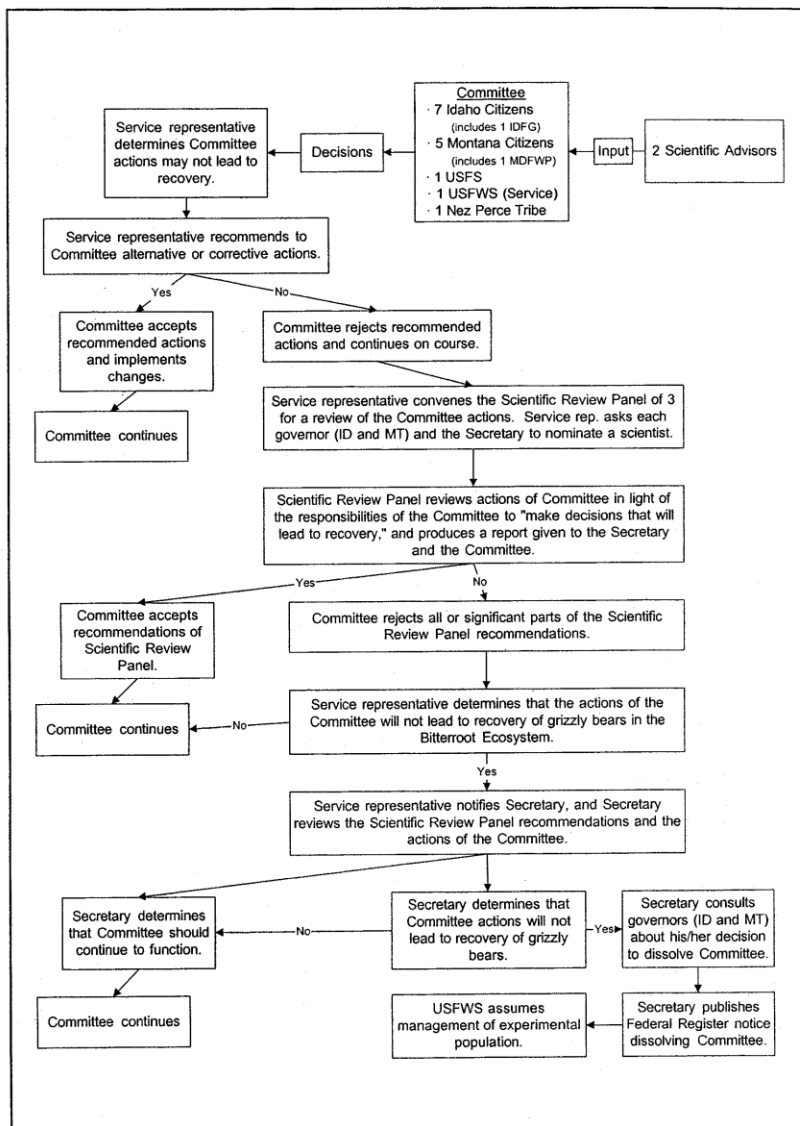 Committee
· 7 Idaho Citizens
(includes 1 IDFG)
· 5 Montana Citizens
(includes 1 MDFWP)
· 1 USFS
· 1 USFWS (Service)
· 1 Nez Perce Tribe
2 Scientific Advisors
Input
Decisions
Service representative
determines Committee
actions may not lead to
recovery.
Service representative recommends to
Committee alternative or corrective actions.
Yes
No
Committee accepts
recommended actions
and implements
changes.
Committee rejects recommended
actions and continues on course.
Committee continues
Service representative convenes the Scientific Review Panel of 3
for a review of the Committee actions. Service rep. asks each
governor (ID and MT) and the Secretary to nominate a scientist.
Scientific Review Panel reviews actions of Committee in light of
the responsibilities of the Committee to "make decisions that will
lead to recovery," and produces a report given to the Secretary
and the Committee.
Yes
No
Committee accepts
recommendations of
Scientific Review
Panel.
Committee rejects all or significant parts of the Scientific
Review Panel recommendations.
Committee continues
No
Service representative determines that the actions of the
Committee will not lead to recovery of grizzly bears in the
Bitterroot Ecosystem.
Yes
Service representative notifies Secretary, and Secretary
reviews the Scientific Review Panel recommendations and the
actions of the Committee.
Secretary determines
that Committee should
continue to function.
No
Secretary determines that
Committee actions will not
lead to recovery of grizzly
bears.
Yes
Secretary consults
governors (ID and MT)
about his/her decision
to dissolve Committee.
Committee continues
USFWS assumes
management of experimental
population.
Secretary publishes
Federal Register notice
dissolving Committee.